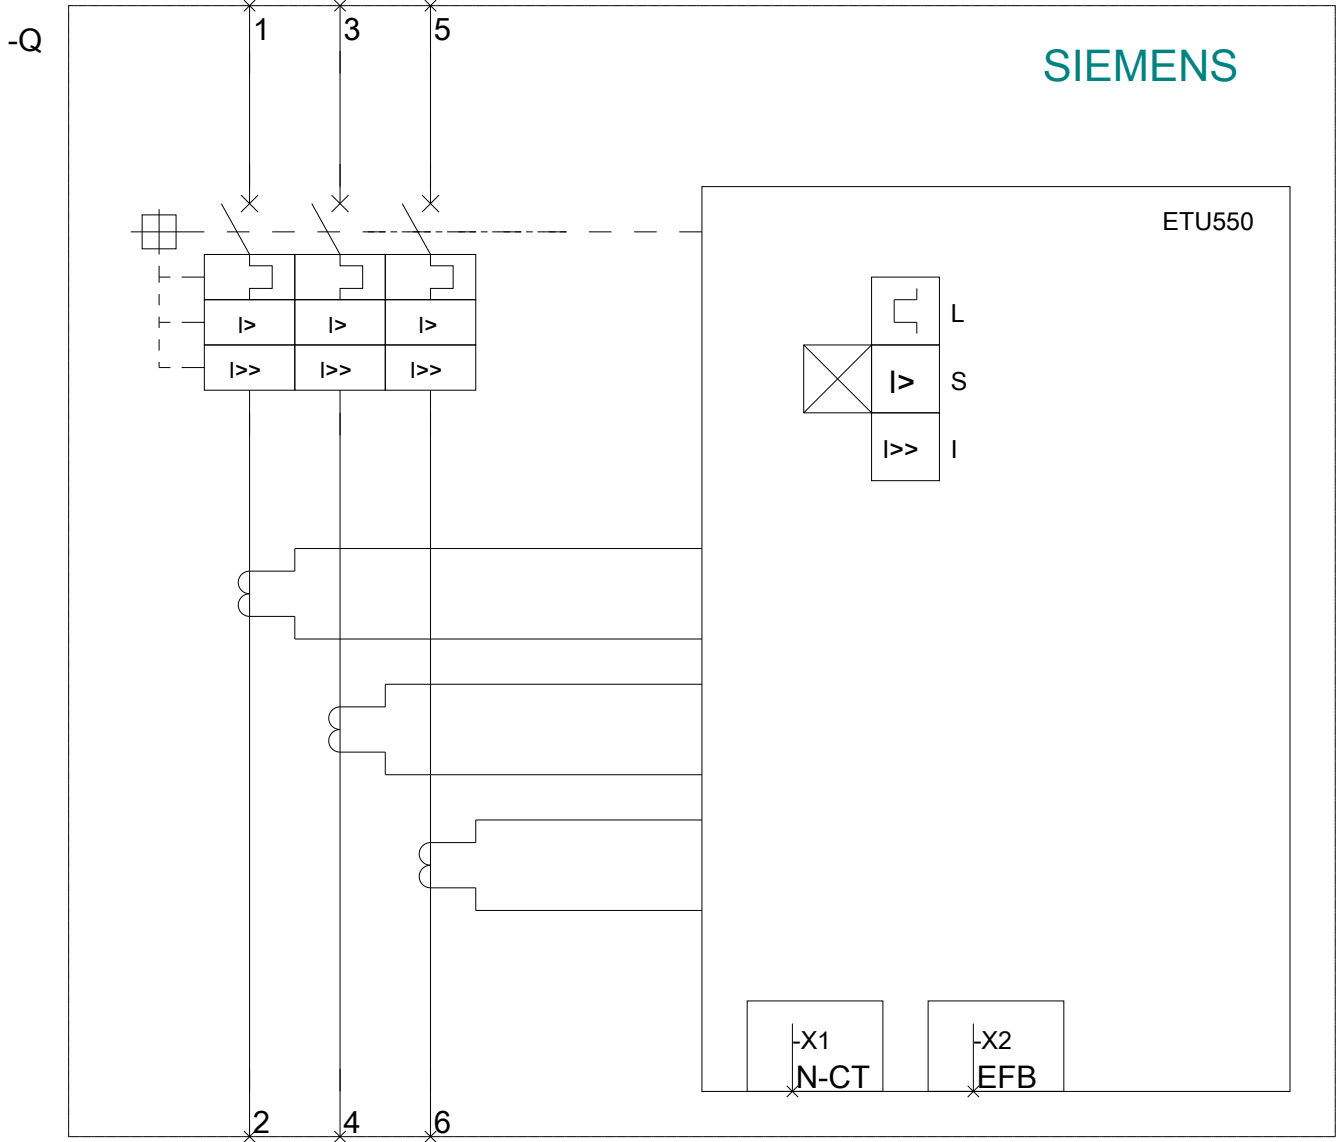 1 3 5
-Q
SIEMENS
ETU550
L
I> I> I>
I>> I>> I>>
I> S
I>> I
-X1
N-CT
-X2
EFB
2 4 6